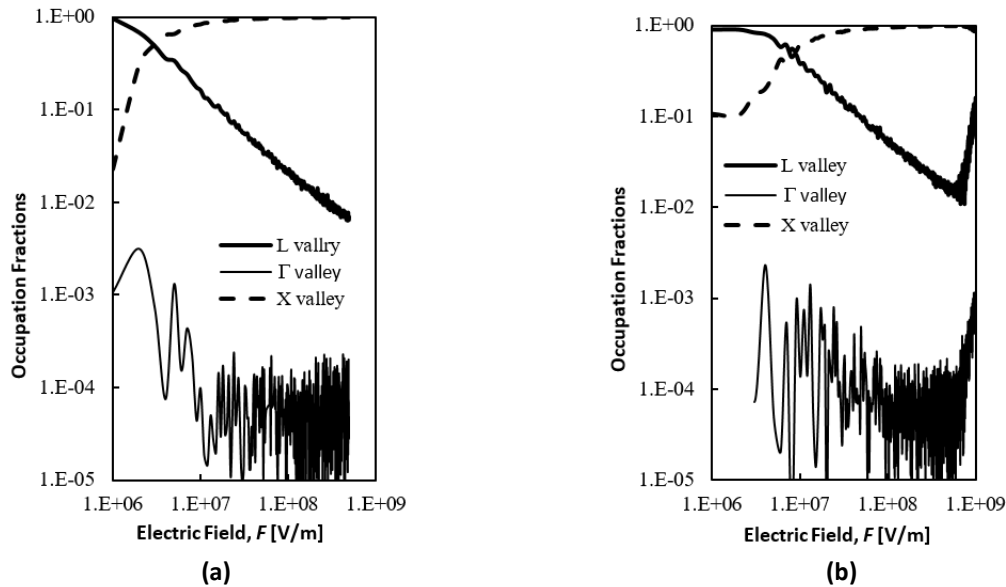 1.E+00
1.E-01
1.E-02
1.E-03
1.E-04
1.E-05
Occupation Fractions
L vallry
Γ valley
X valley
1.E+06 1.E+07 1.E+08 1.E+09
Electric Field, F [V/m]
(a)
1.E+00
1.E-01
1.E-02
1.E-03
1.E-04
1.E-05
Occupation Fractions
L valley
Γ valley
X valley
1.E+06 1.E+07 1.E+08 1.E+09
Electric Field, F [V/m]
(b)